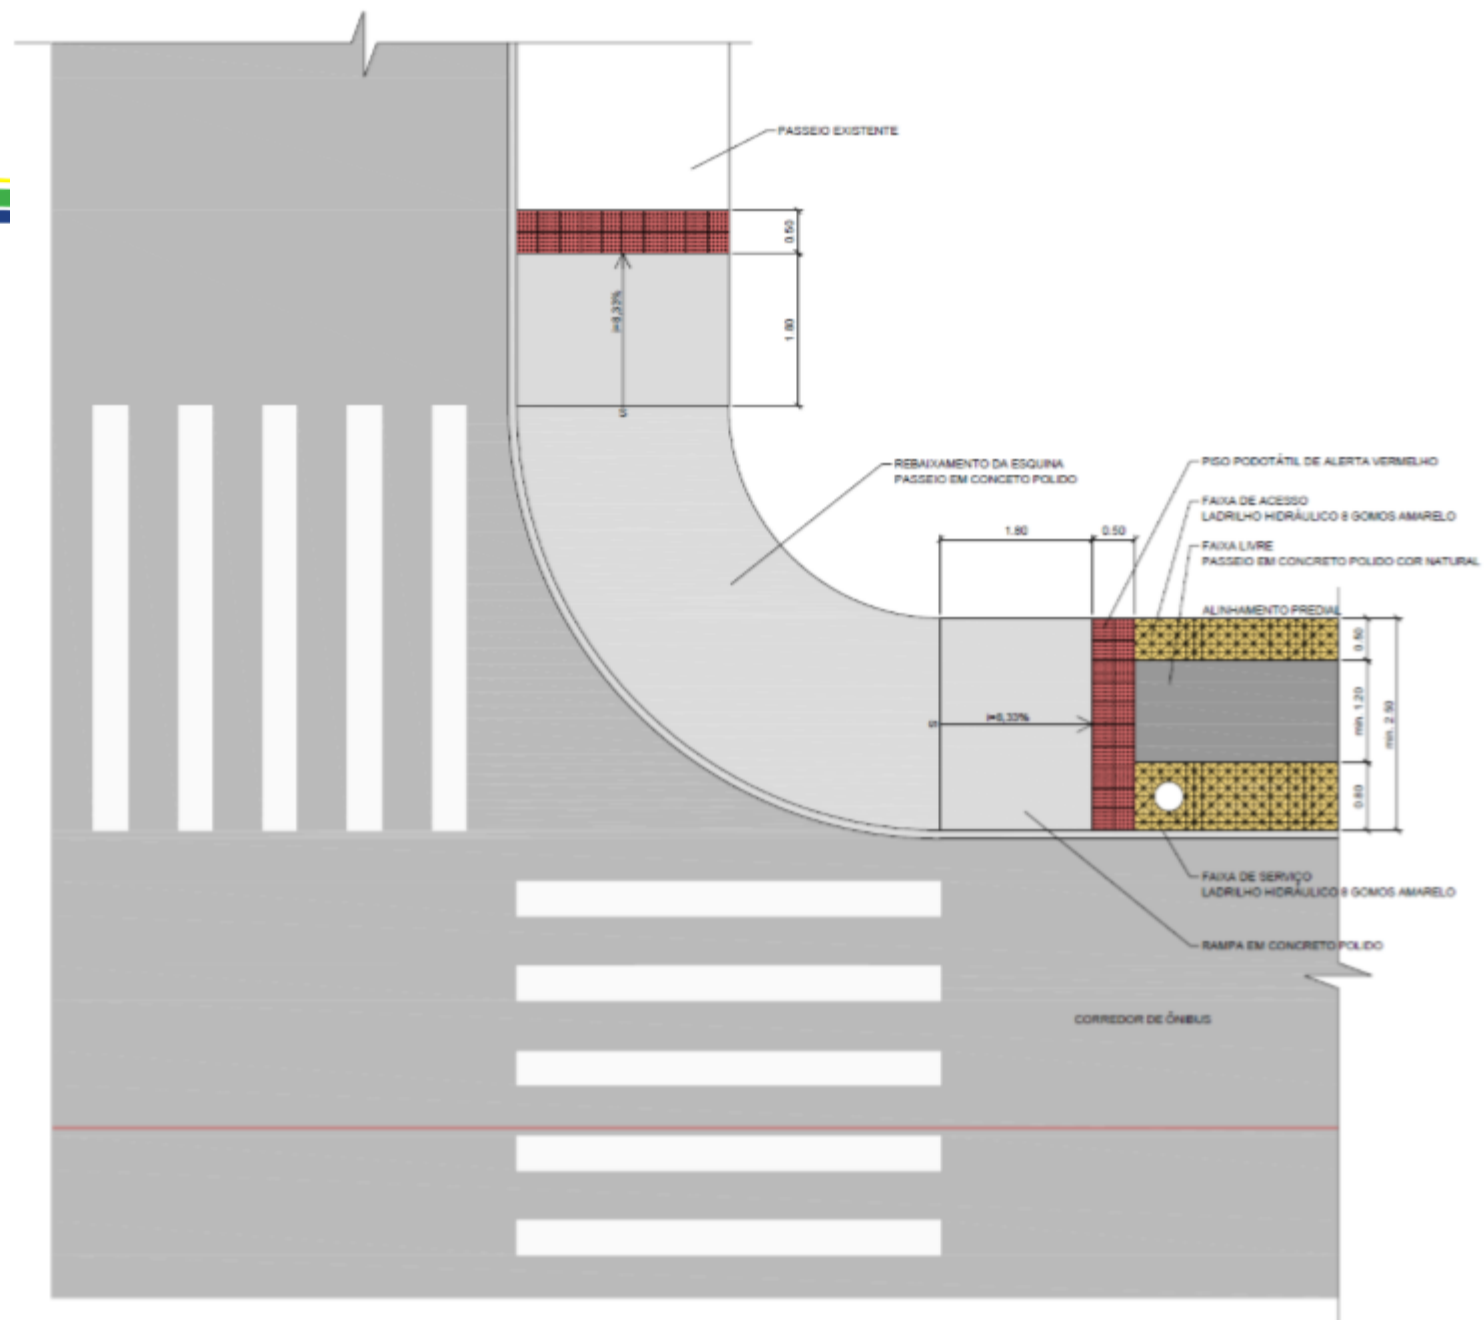 PASSEIO EXISTENTE
0.50
i=8,33%
1.80
S
REBAIXAMENTO DA ESQUINA
PASSEIO EM CONCETO POLIDO
PISO PODOTÁTIL DE ALERTA VERMELHO
FAIXA DE ACESSO
LADRILHO HIDRÁULICO 8 GOMOS AMARELO
1.80
0.50
FAIXA LIVRE
PASSEIO EM CONCRETO POLIDO COR NATURAL
ALINHAMENTO PREDIAL
0.50
min. 1.20
min. 2.50
S
i=8,33%
0.80
FAIXA DE SERVIÇO
LADRILHO HIDRÁULICO 8 GOMOS AMARELO
RAMPA EM CONCRETO POLIDO
CORREDOR DE ÔNIBUS